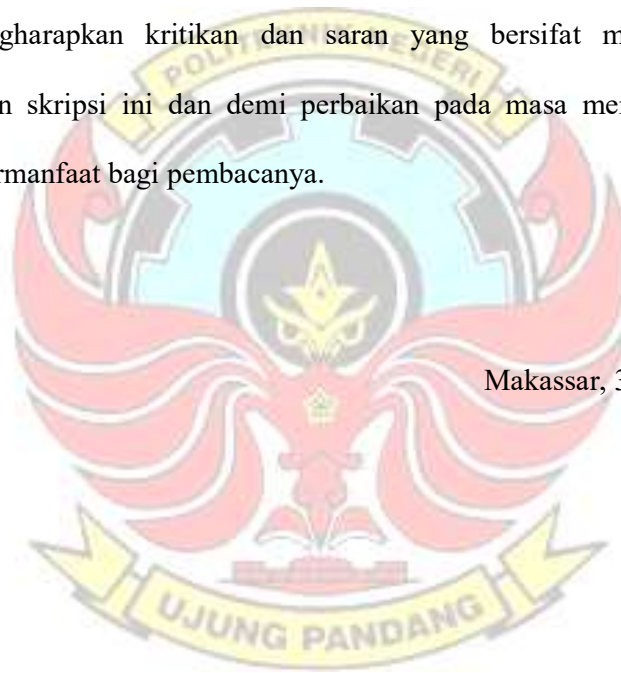 gharapkan kritikan dan saran yang bersifat m
n skripsi ini dan demi perbaikan pada masa mer
rmanfaat bagi pembacanya.
POLITEKNIK NEGERI
Makassar, 3
UJUNG PANDANG